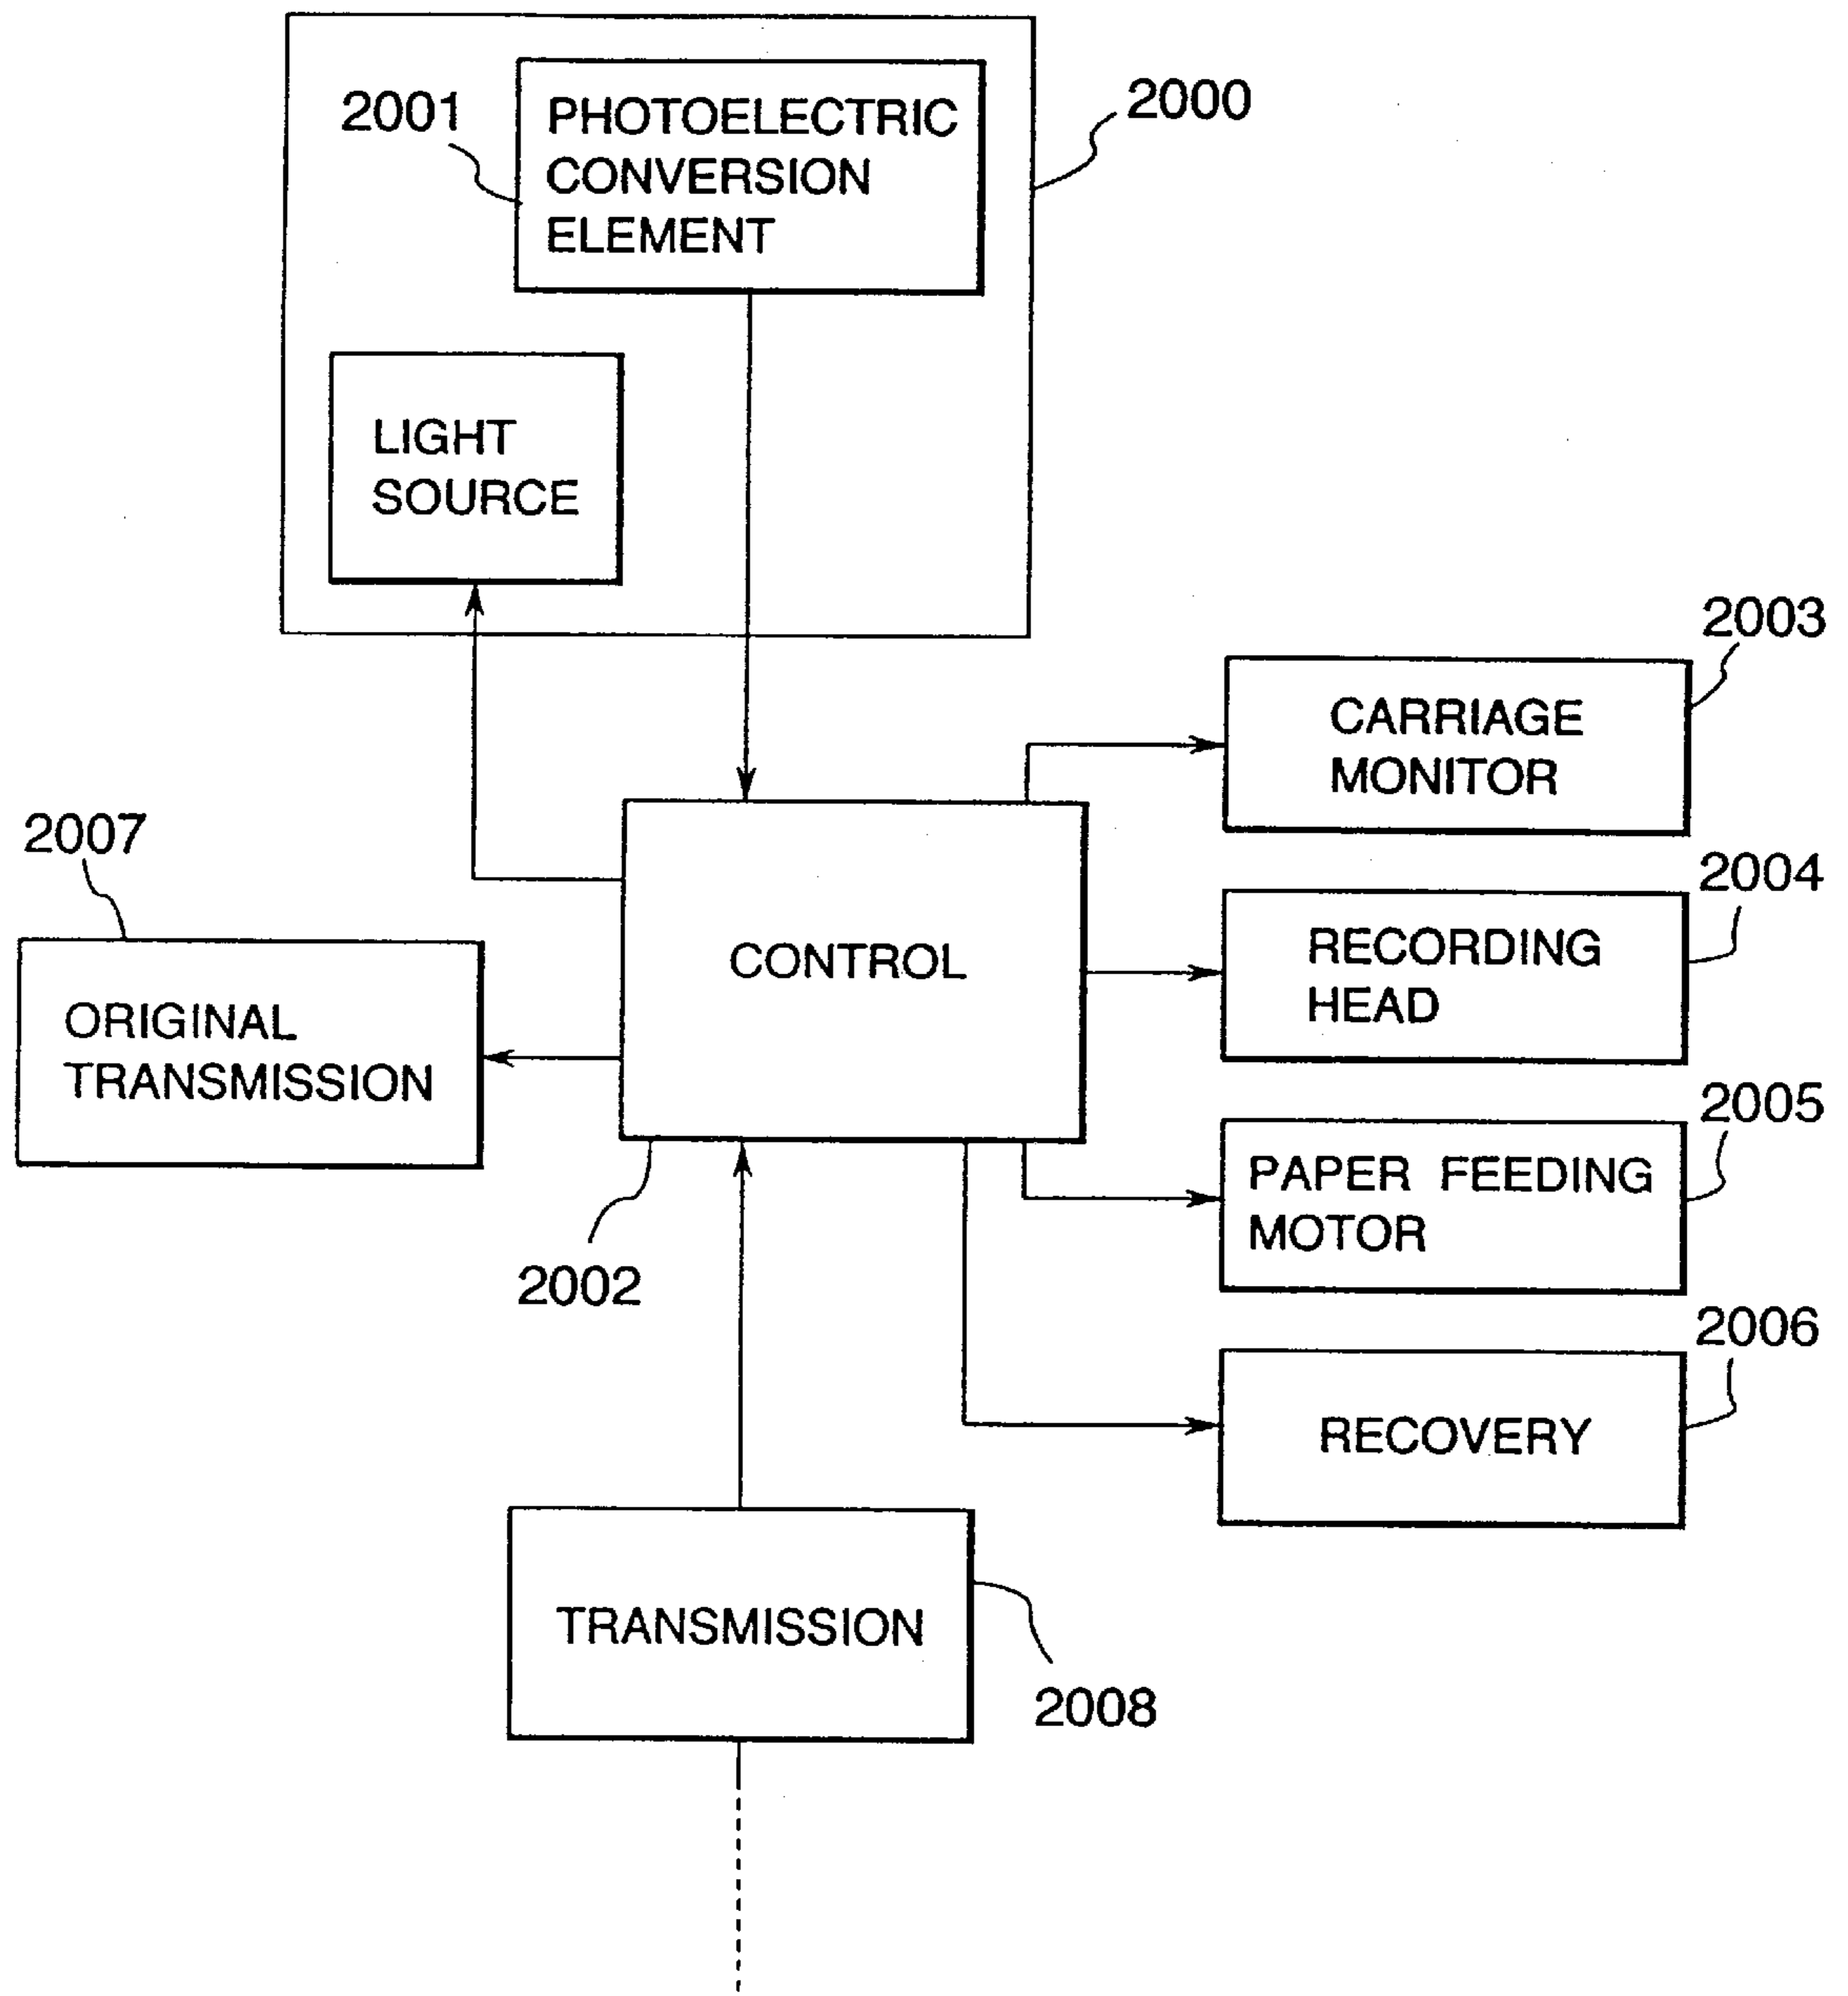 2001
PHOTOELECTRIC
CONVERSION
ELEMENT
2000
LIGHT
SOURCE
2003
CARRIAGE
MONITOR
2007
2004
CONTROL
RECORDING
HEAD
ORIGINAL
TRANSMISSION
2005
PAPER FEEDING
MOTOR
2002
2006
RECOVERY
TRANSMISSION
2008